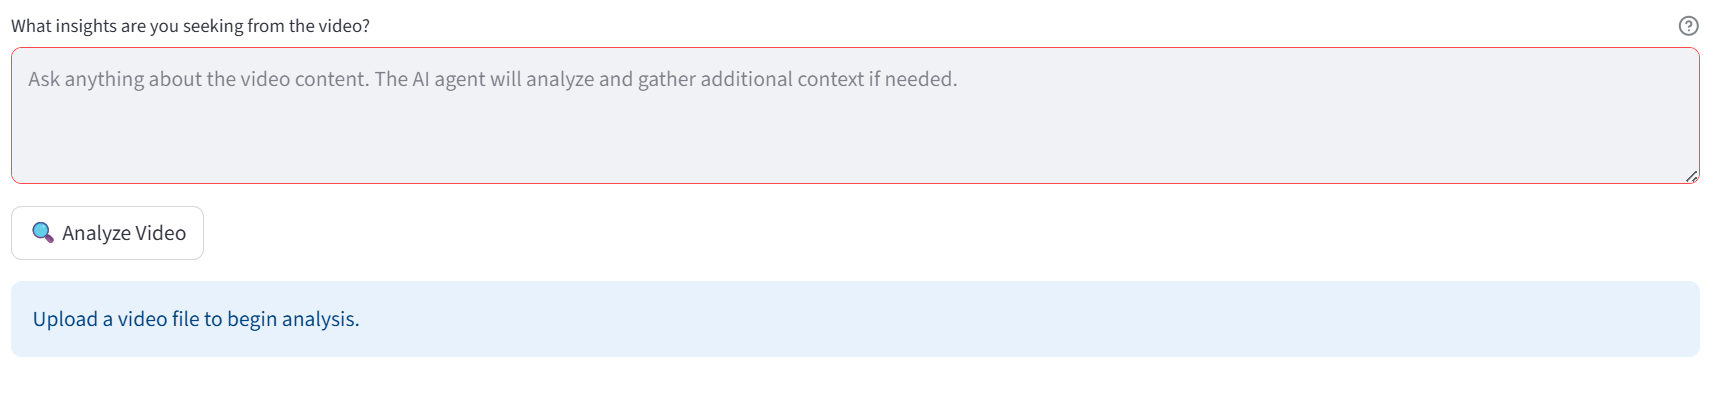 What insights are you seeking from the video?
Ask anything about the video content. The AI agent will analyze and gather additional context if needed.
Analyze Video
Upload a video file to begin analysis.